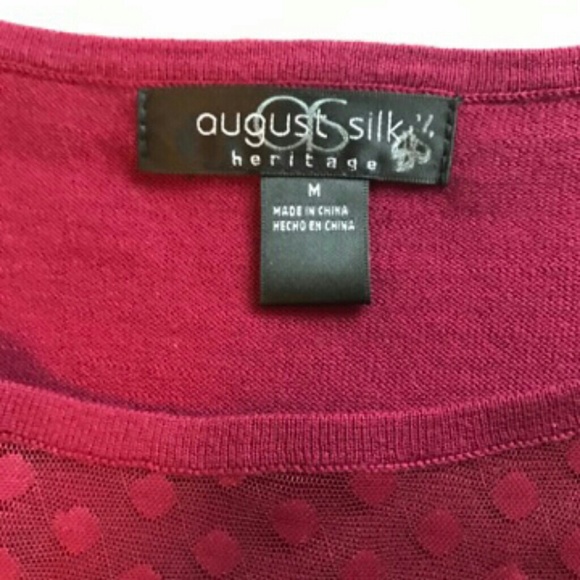 august silk
heritage
M
MADE IN CHINA
HECHO EN CHINA